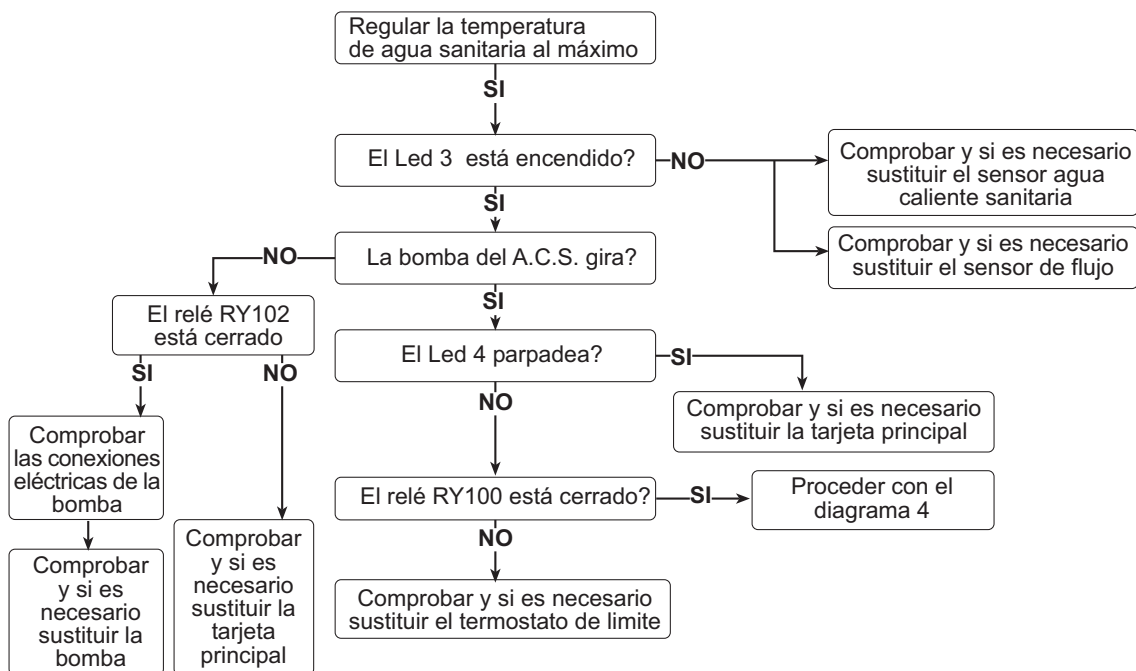 Regular la temperatura
de agua sanitaria al máximo
SI
El Led 3 está encendido?
NO
Comprobar y si es necesario
sustituir el sensor agua
caliente sanitaria
Comprobar y si es necesario
sustituir el sensor de flujo
SI
La bomba del A.C.S. gira?
NO
El relé RY102
está cerrado
SI
NO
Comprobar
las conexiones
eléctricas de la
bomba
Comprobar
y si es
necesario
sustituir la
bomba
Comprobar
y si es
necesario
sustituir la
tarjeta
principal
SI
El Led 4 parpadea?
SI
Comprobar y si es necesario
sustituir la tarjeta principal
NO
El relé RY100 está cerrado?
SI
Proceder con el
diagrama 4
NO
Comprobar y si es necesario
sustituir el termostato de limite